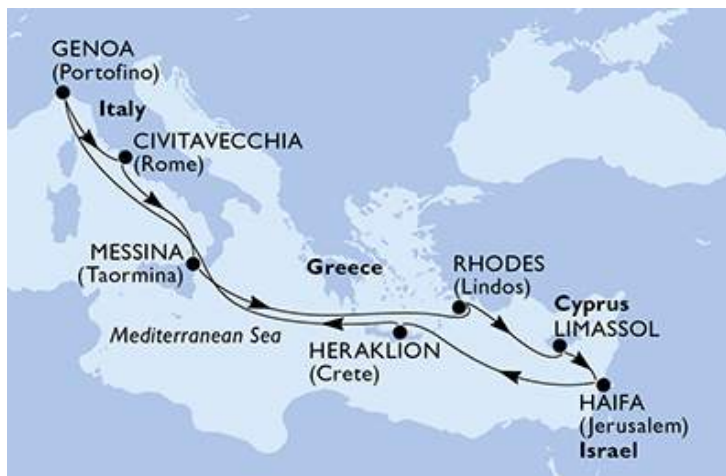 GENOA
(Portofino)
Italy
CIVITAVECCHIA
(Rome)
MESSINA
(Taormina)
Greece
RHODES
(Lindos)
Cyprus
LIMASSOL
Mediterranean Sea
HERAKLION
(Crete)
HAIFA
(Jerusalem)
Israel